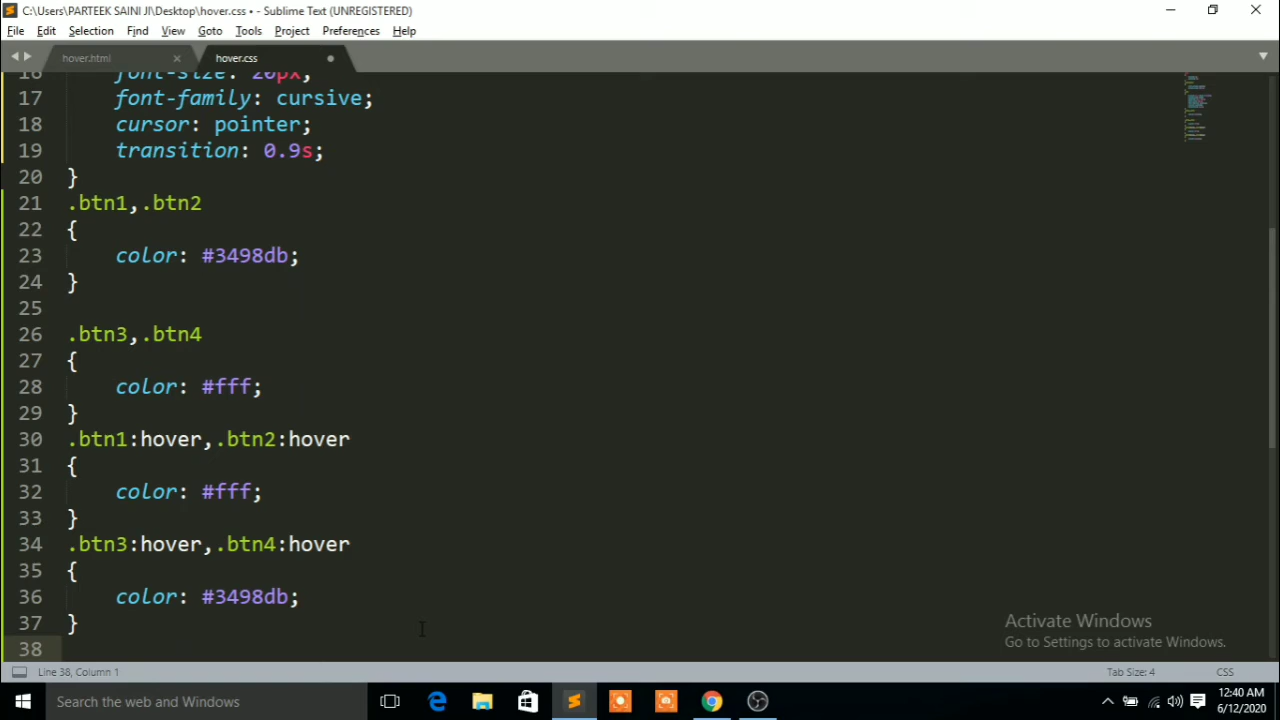 C:\Users\PARTEEK SAINI JI\Desktop\hover.css • - Sublime Text (UNREGISTERED)
File Edit Selection Find View Goto Tools Project Preferences Help
hover.html × hover.css
16 font-size: 20px;
17 font-family: cursive;
18 cursor: pointer;
19 transition: 0.9s;
20 }
21 .btn1,.btn2
22 {
23 color: #3498db;
24 }
25
26 .btn3,.btn4
27 {
28 color: #fff;
29 }
30 .btn1:hover,.btn2:hover
31 {
32 color: #fff;
33 }
34 .btn3:hover,.btn4:hover
35 {
36 color: #3498db;
37 }
38
Activate Windows
Go to Settings to activate Windows.
Line 38, Column 1 Tab Size: 4 CSS
Search the web and Windows
12:40 AM
6/12/2020